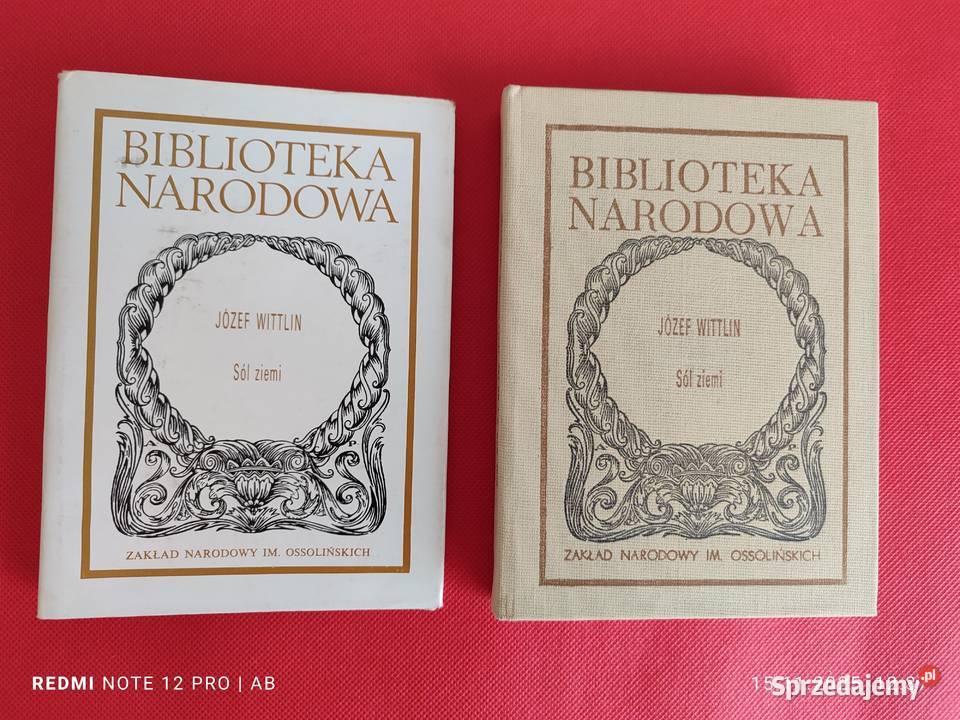 BIBLIOTEKA
NARODOWA
JÓZEF WITTLIN
Sól ziemi
ZAKŁAD NARODOWY IM. OSSOLIŃSKICH
BIBLIOTEKA
NARODOWA
JÓZEF WITTLIN
Sól ziemi
ZAKŁAD NARODOWY IM. OSSOLIŃSKICH
REDMI NOTE 12 PRO | AB
Sprzedajemy.pl